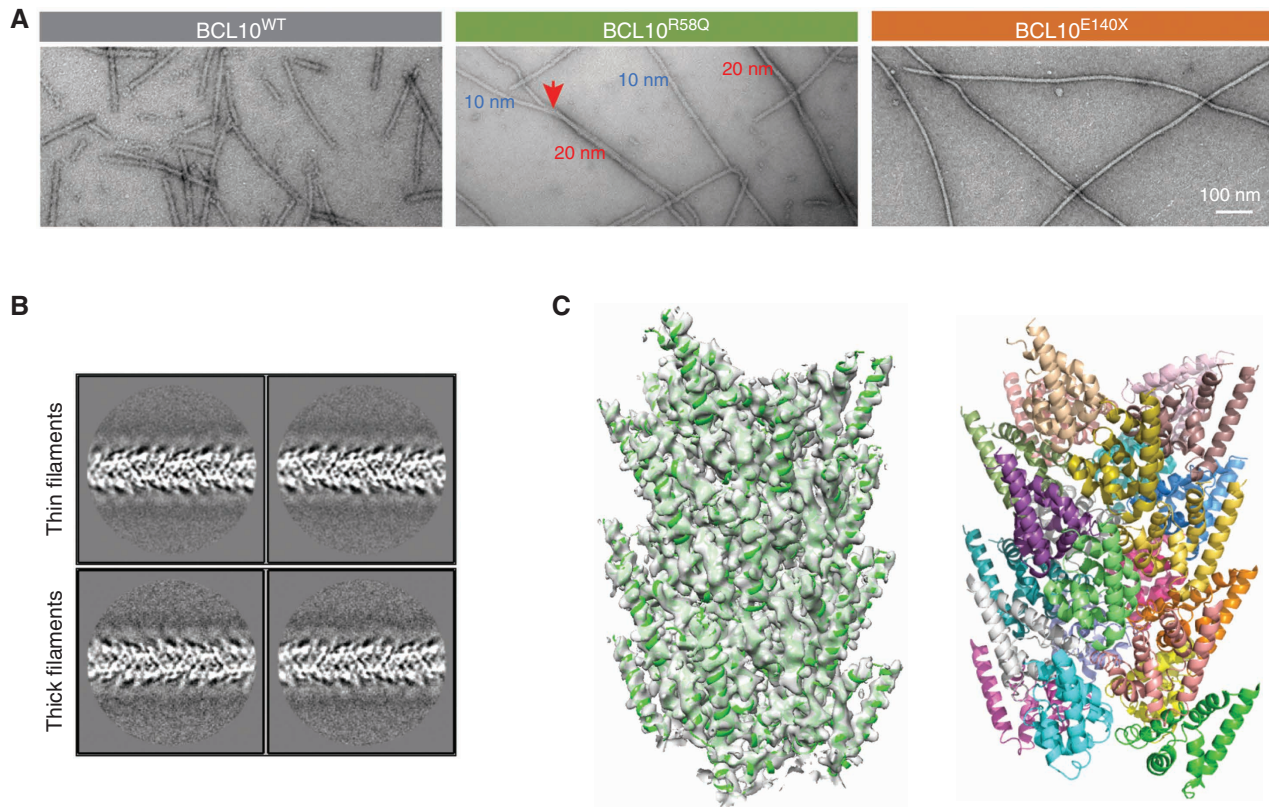 A
BCL10WT
BCL10R58Q
BCL10E140X
20 nm
10 nm
10 nm
20 nm
100 nm
B
C
Thin filaments
Thick filaments